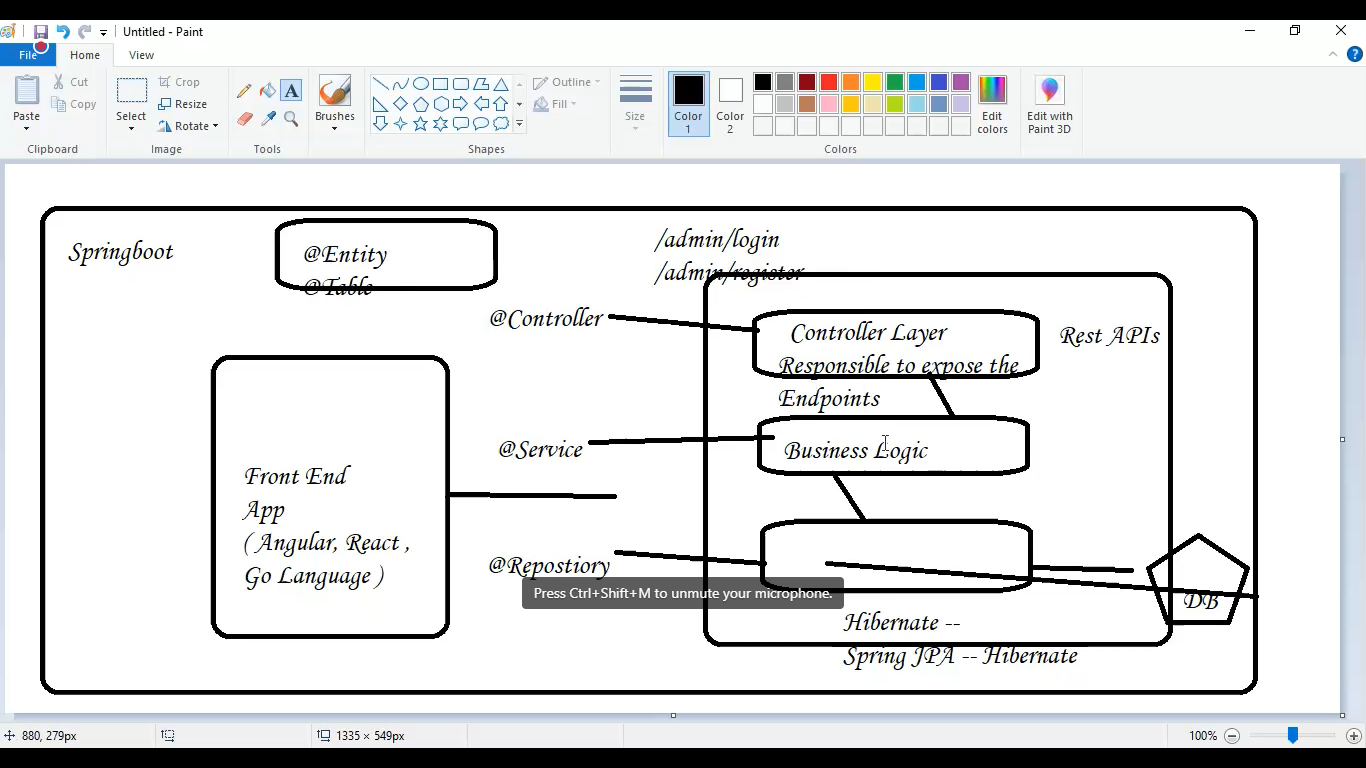 Untitled - Paint
File
Home
View
Paste
Cut
Copy
Clipboard
Select
Crop
Resize
Rotate
Image
Tools
Brushes
Shapes
Outline
Fill
Size
Color
1
Color
2
Edit
colors
Colors
Edit with
Paint 3D
Springboot
@Entity
@Table
/admin/login
/admin/register
@Controller
Controller Layer
Responsible to expose the
Endpoints
Rest APIs
@Service
Business Logic
Front End
App
( Angular, React ,
Go Language )
@Repostiory
Press Ctrl+Shift+M to unmute your microphone.
DB
Hibernate --
Spring JPA -- Hibernate
880, 279px
1335 × 549px
100%